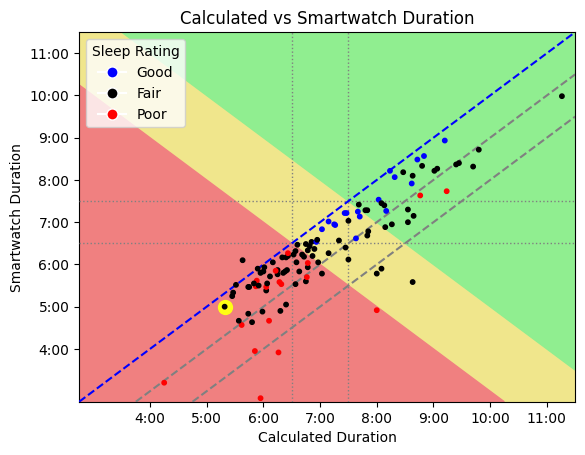 Calculated vs Smartwatch Duration
Sleep Rating
Good
Fair
Poor
Smartwatch Duration
11:00
10:00
9:00
8:00
7:00
6:00
5:00
4:00
4:00 5:00 6:00 7:00 8:00 9:00 10:00 11:00
Calculated Duration